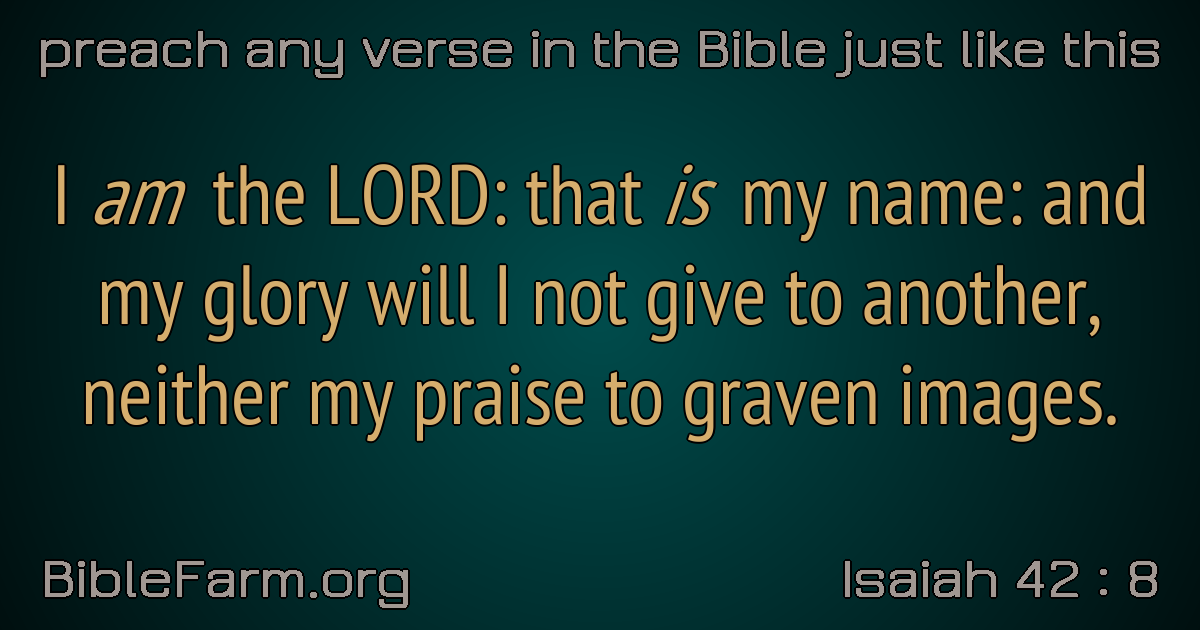 preach any verse in the Bible just like this
I am the LORD: that is my name: and
my glory will I not give to another,
neither my praise to graven images.
BibleFarm.org
Isaiah 42 : 8